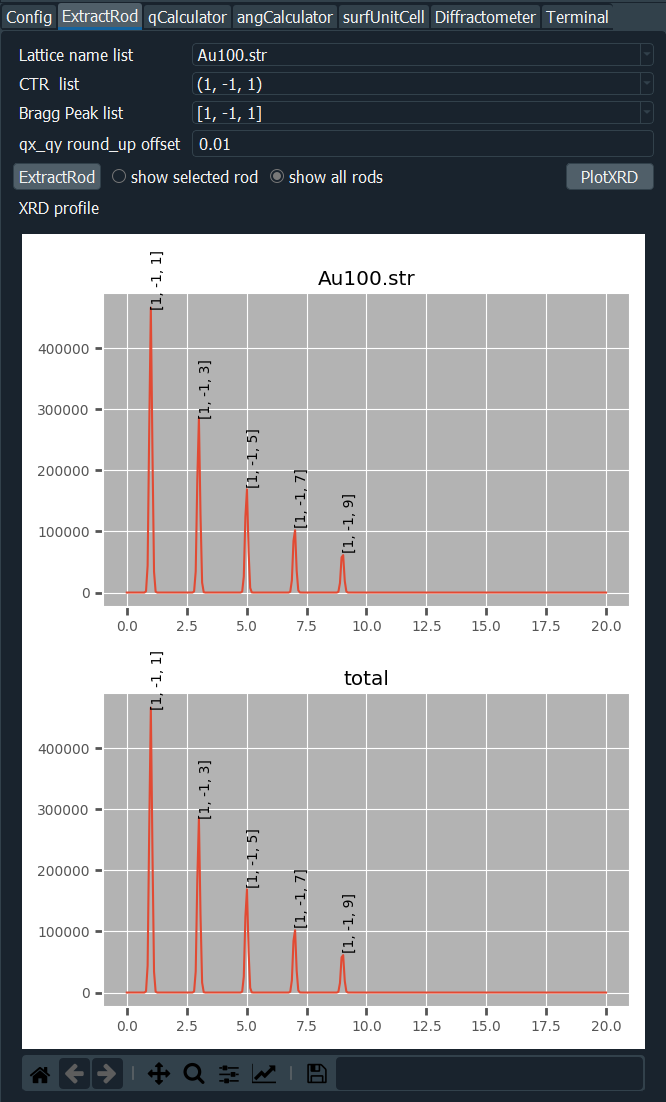 Config ExtractRod qCalculator angCalculator surfUnitCell Diffractometer Terminal
Lattice name list Au100.str
CTR list (1, -1, 1)
Bragg Peak list [1, -1, 1]
qx_qy round_up offset 0.01
ExtractRod show selected rod show all rods PlotXRD
XRD profile
Au100.str
[1, -1, 1]
[1, -1, 3]
[1, -1, 5]
[1, -1, 7]
[1, -1, 9]
400000
300000
200000
100000
0
0.0 2.5 5.0 7.5 10.0 12.5 15.0 17.5 20.0
total
[1, -1, 1]
[1, -1, 3]
[1, -1, 5]
[1, -1, 7]
[1, -1, 9]
400000
300000
200000
100000
0
0.0 2.5 5.0 7.5 10.0 12.5 15.0 17.5 20.0